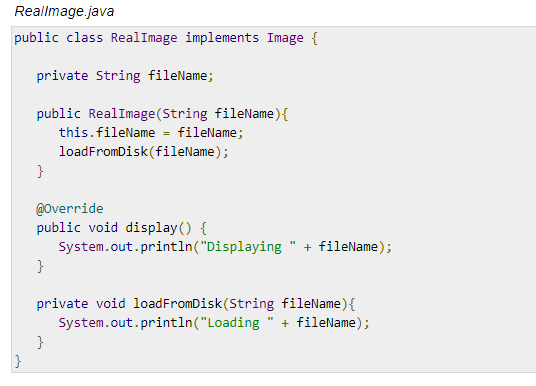 RealImage.java
public class RealImage implements Image {
private String fileName;
public RealImage(String fileName){
this.fileName = fileName;
loadFromDisk(fileName);
}
@Override
public void display() {
System.out.println("Displaying " + fileName);
}
private void loadFromDisk(String fileName){
System.out.println("Loading " + fileName);
}
}